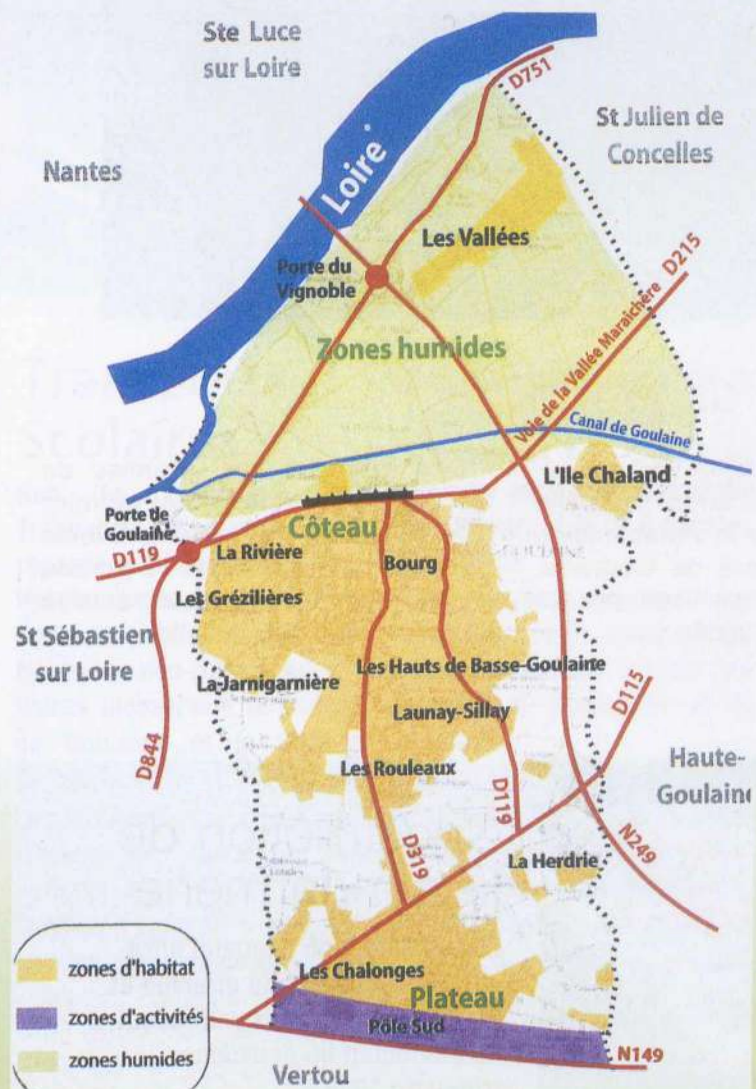 Ste Luce
sur Loire
D751
St Julien de
Concelles
Nantes
Loire
Les Vallées
D215
Porte du
Vignoble
Zones humides
Voie de la Vallée Maraichère
Canal de Goulaine
L'Ile Chaland
Porte de
Goulaine
Côteau
D119
La Rivière
Bourg
Les Grézilières
St Sébastien
sur Loire
Les Hauts de Basse-Goulaine
La Jarnigarnière
D115
Launay-Sillay
D844
Les Rouleaux
Haute-
Goulaine
D119
D319
N249
La Herdrie
zones d'habitat
Les Chalonges
Plateau
zones d'activités
Pôle Sud
zones humides
N149
Vertou